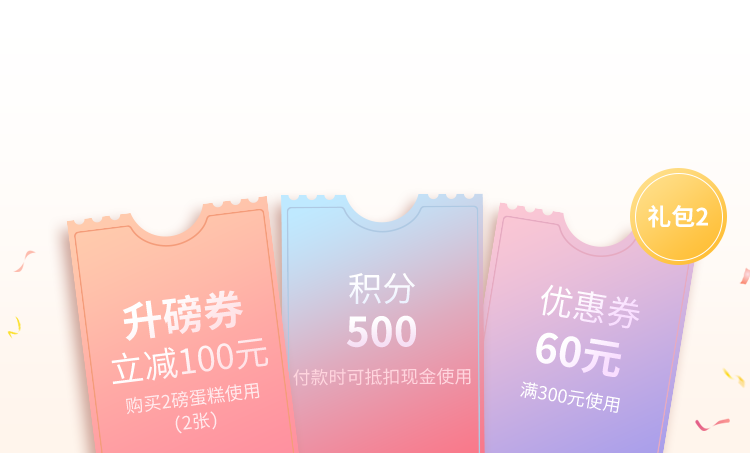 礼包2
升磅券
立减100元
购买2磅蛋糕使用
(2张)
积分
500
付款时可抵扣现金使用
优惠券
60元
满300元使用